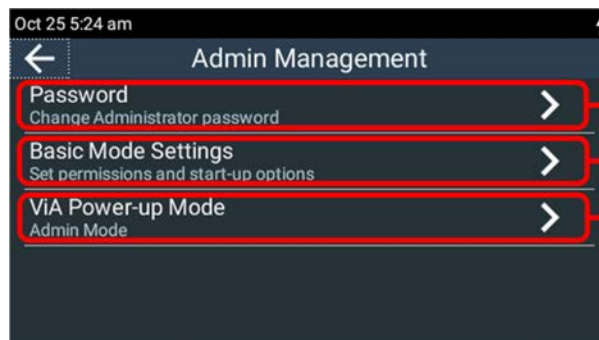 Oct 25 5:24 am
Admin Management
Password
Change Administrator password
Basic Mode Settings
Set permissions and start-up options
ViA Power-up Mode
Admin Mode